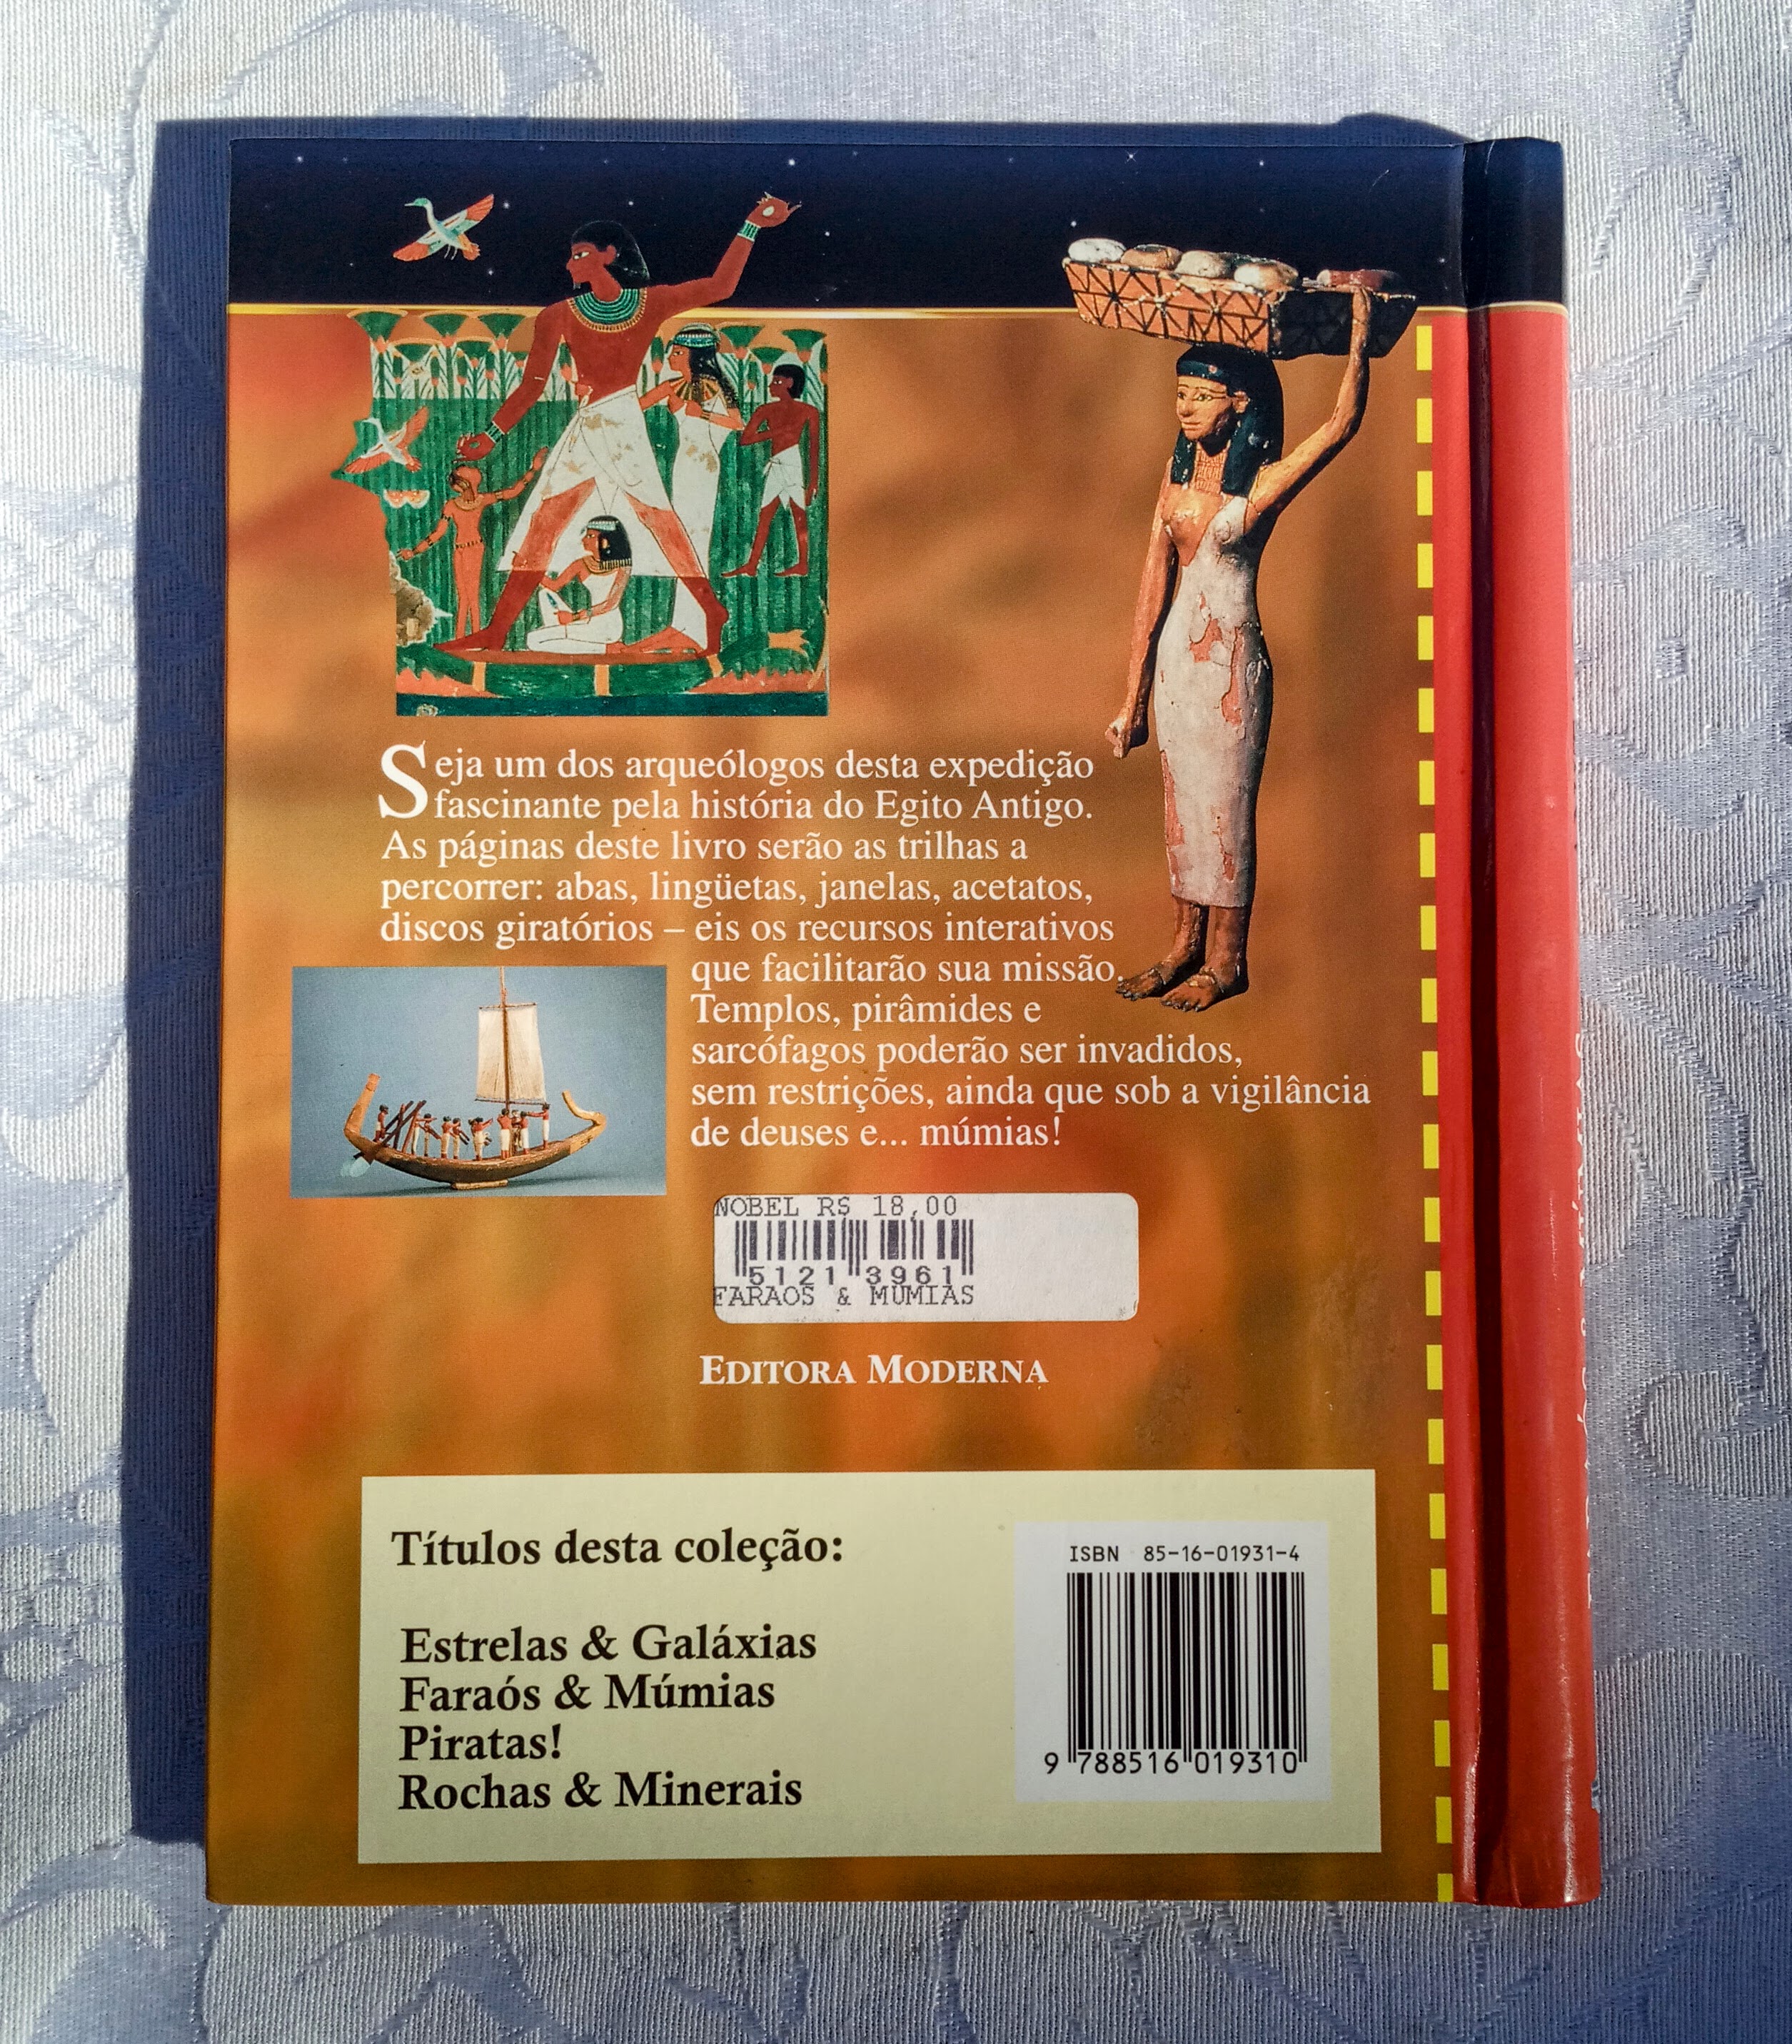 Seja um dos arqueólogos desta expedição
fascinante pela história do Egito Antigo.
As páginas deste livro serão as trilhas a
percorrer: abas, lingüetas, janelas, acetatos,
discos giratórios – eis os recursos interativos
que facilitarão sua missão.
Templos, pirâmides e
sarcófagos poderão ser invadidos,
sem restrições, ainda que sob a vigilância
de deuses e... múmias!
NOBEL R$ 18,00
5121 3961
FARAOS & MUMIAS
EDITORA MODERNA
Títulos desta coleção:
Estrelas & Galáxias
Faraós & Múmias
Piratas!
Rochas & Minerais
ISBN 85-16-01931-4
9 788516 019310